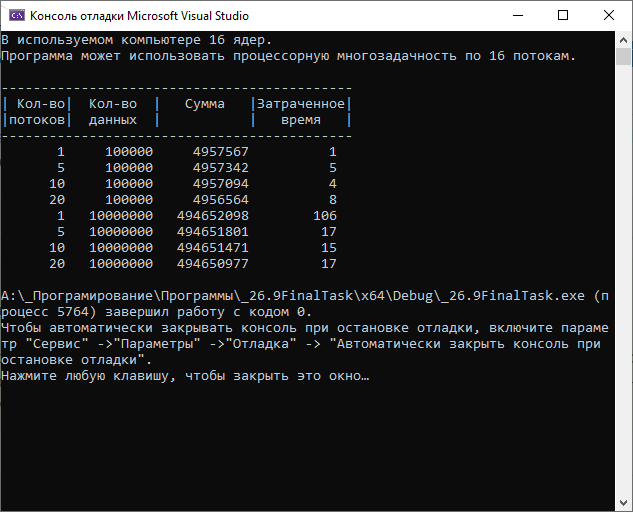 Консоль отладки Microsoft Visual Studio
В используемом компьютере 16 ядер.
Программа может использовать процессорную многозадачность по 16 потокам.
--------------------------------------------
| Кол-во|  Кол-во  |   Сумма   |Затраченное|
|потоков|  данных  |           |   время   |
--------------------------------------------
       1     100000     4957567          1
       5     100000     4957342          5
      10     100000     4957094          4
      20     100000     4956564          8
       1   10000000   494652098        106
       5   10000000   494651801         17
      10   10000000   494651471         15
      20   10000000   494650977         17
A:\_Програмирование\Программы\_26.9FinalTask\x64\Debug\_26.9FinalTask.exe (п
роцесс 5764) завершил работу с кодом 0.
Чтобы автоматически закрывать консоль при остановке отладки, включите параме
тр "Сервис" ->"Параметры" ->"Отладка" -> "Автоматически закрыть консоль при
остановке отладки".
Нажмите любую клавишу, чтобы закрыть это окно…